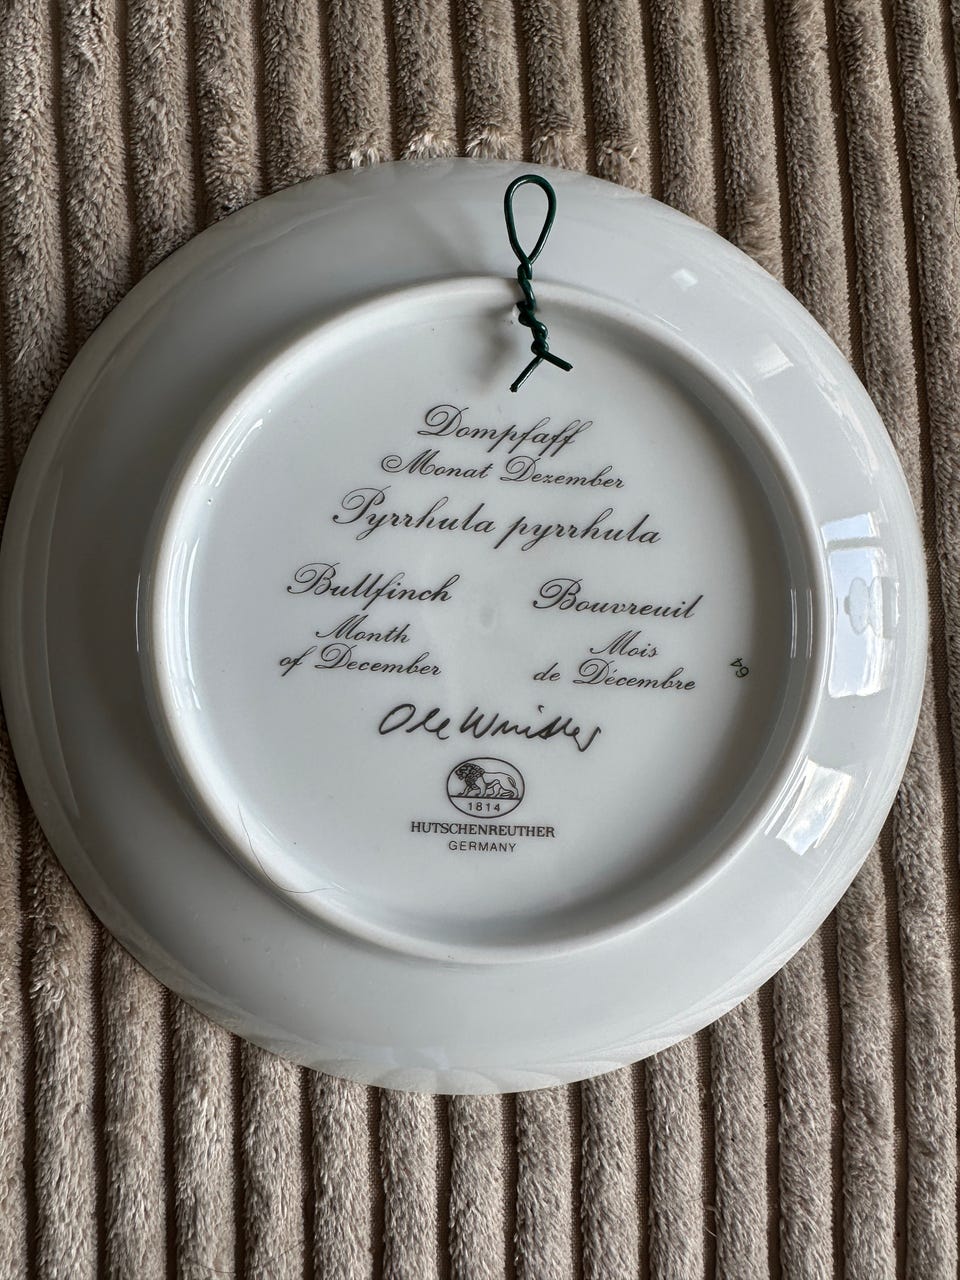 Dompfaff
Monat Dezember
Pyrrhula pyrrhula
Bullfinch
Month
of December
Bouvreuil
Mois
de Décembre
64
Ole Winther
1814
HUTSCHENREUTHER
GERMANY